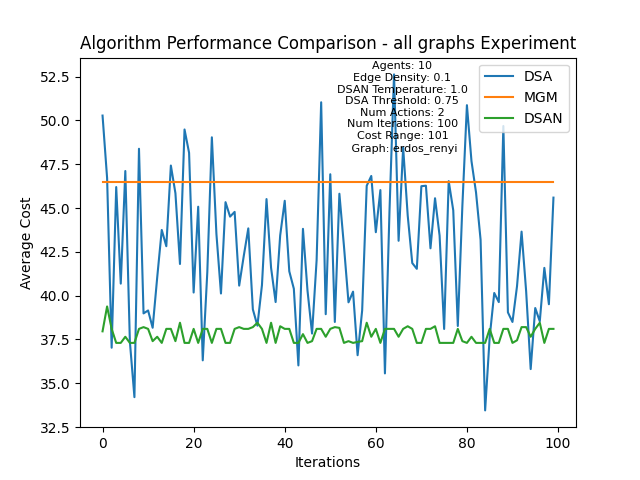 Algorithm Performance Comparison - all graphs Experiment
Agents: 10
Edge Density: 0.1
DSAN Temperature: 1.0
DSA Threshold: 0.75
Num Actions: 2
Num Iterations: 100
Cost Range: 101
Graph: erdos_renyi
DSA
MGM
DSAN
52.5
50.0
47.5
45.0
42.5
40.0
37.5
35.0
32.5
Average Cost
0 20 40 60 80 100
Iterations